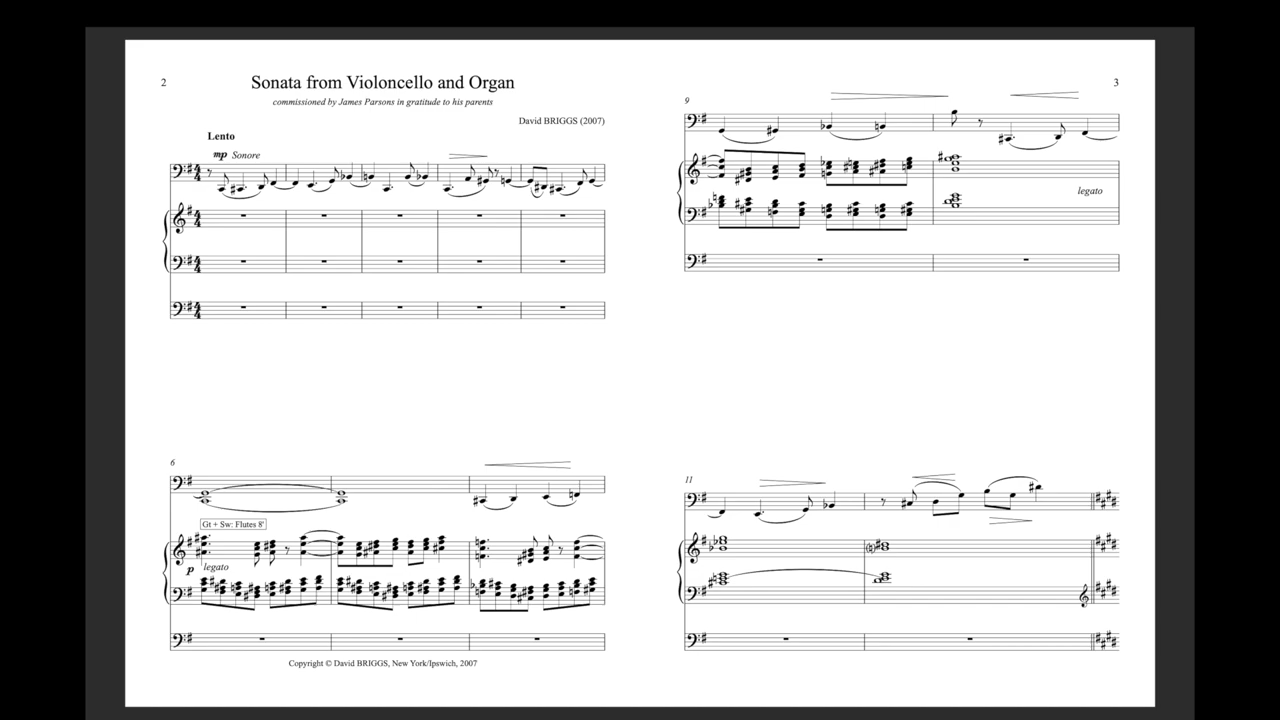 2
Sonata from Violoncello and Organ
commissioned by James Parsons in gratitude to his parents
David BRIGGS (2007)
Lento
mp Sonore
6
Gt + Sw: Flutes 8'
p legato
Copyright © David BRIGGS, New York/Ipswich, 2007
3
9
legato
11